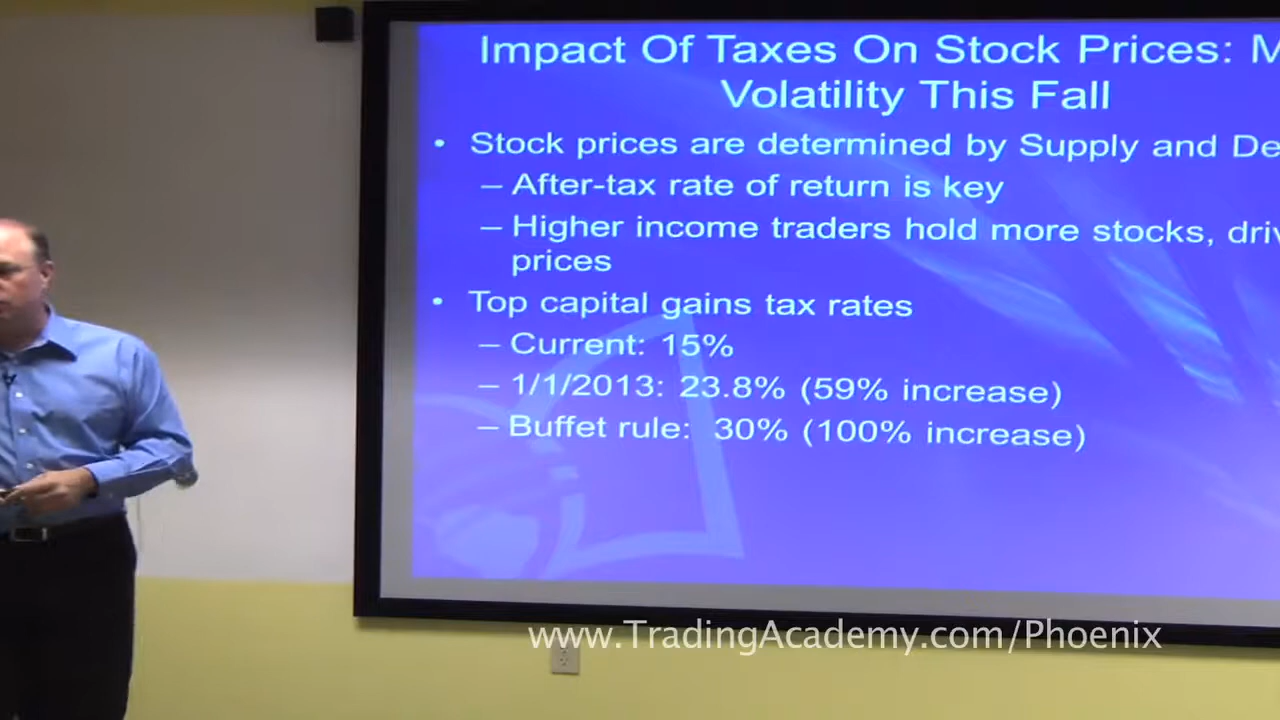 Impact Of Taxes On Stock Prices:
Volatility This Fall
• Stock prices are determined by Supply and
– After-tax rate of return is key
– Higher income traders hold more stocks,
prices
• Top capital gains tax rates
– Current: 15%
– 1/1/2013: 23.8% (59% increase)
– Buffet rule: 30% (100% increase)
www.TradingAcademy.com/Phoenix